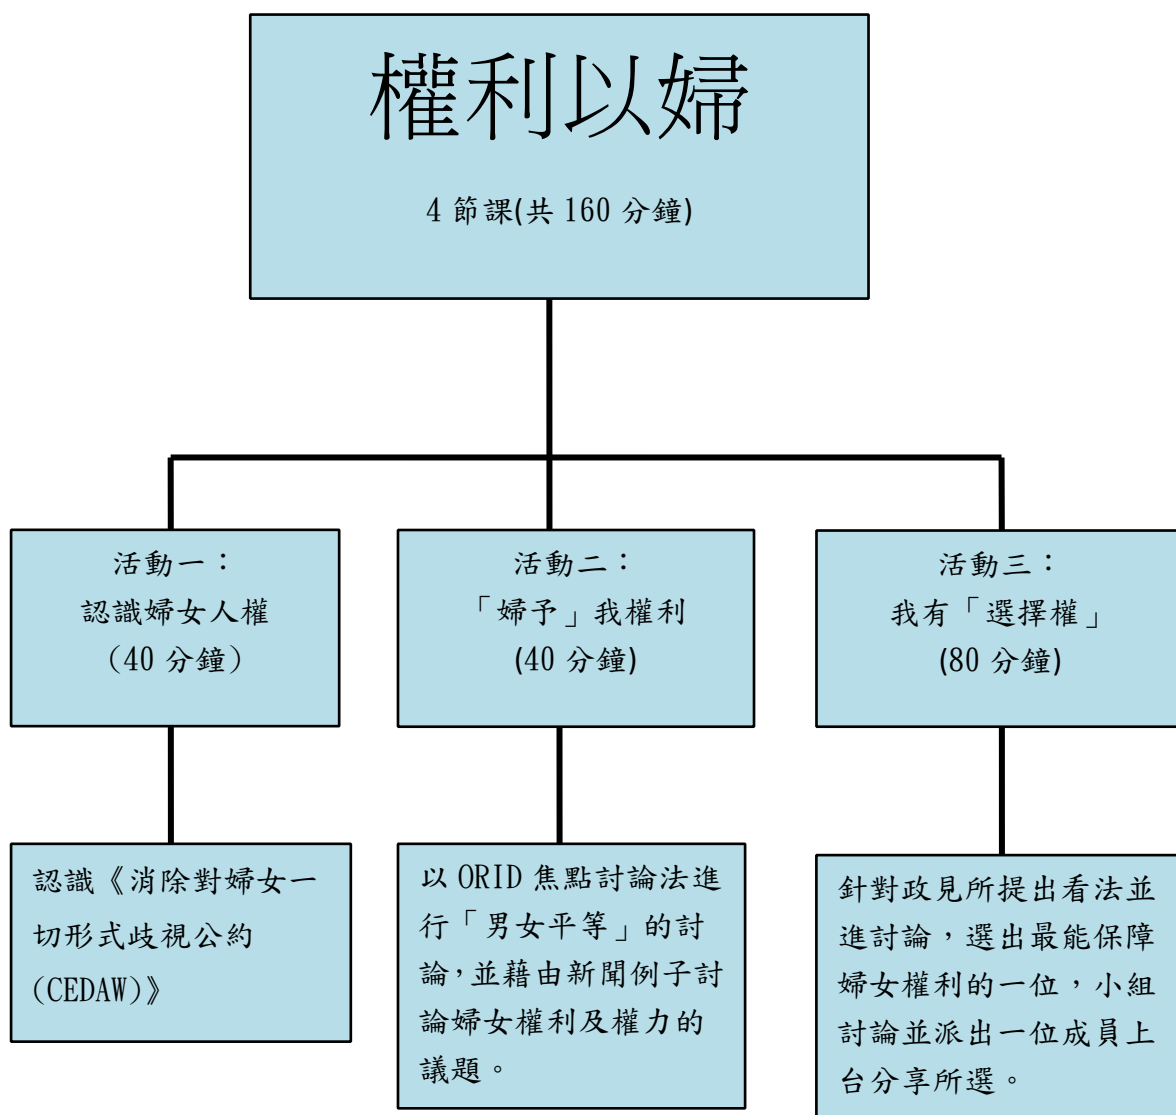 權利以婦
4 節課(共 160 分鐘)
活動一：
認識婦女人權
（40 分鐘）
活動二：
「婦予」我權利
(40 分鐘)
活動三：
我有「選擇權」
(80 分鐘)
認識《消除對婦女一
切形式歧視公約
(CEDAW)》
以 ORID 焦點討論法進
行「男女平等」的討
論，並藉由新聞例子討
論婦女權利及權力的
議題。
針對政見所提出看法並
進討論，選出最能保障
婦女權利的一位，小組
討論並派出一位成員上
台分享所選。